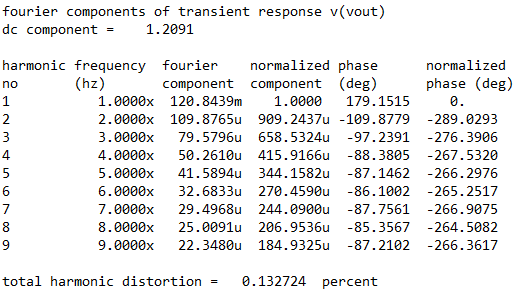 fourier components of transient response v(vout)
dc component =    1.2091
harmonic frequency  fourier    normalized phase      normalized
no       (hz)       component  component  (deg)      phase (deg)
1           1.0000x 120.8439m    1.0000   179.1515     0.
2           2.0000x 109.8765u  909.2437u -109.8779  -289.0293
3           3.0000x  79.5796u  658.5324u  -97.2391  -276.3906
4           4.0000x  50.2610u  415.9166u  -88.3805  -267.5320
5           5.0000x  41.5894u  344.1582u  -87.1462  -266.2976
6           6.0000x  32.6833u  270.4590u  -86.1002  -265.2517
7           7.0000x  29.4968u  244.0900u  -87.7561  -266.9075
8           8.0000x  25.0091u  206.9536u  -85.3567  -264.5082
9           9.0000x  22.3480u  184.9325u  -87.2102  -266.3617
total harmonic distortion =   0.132724  percent